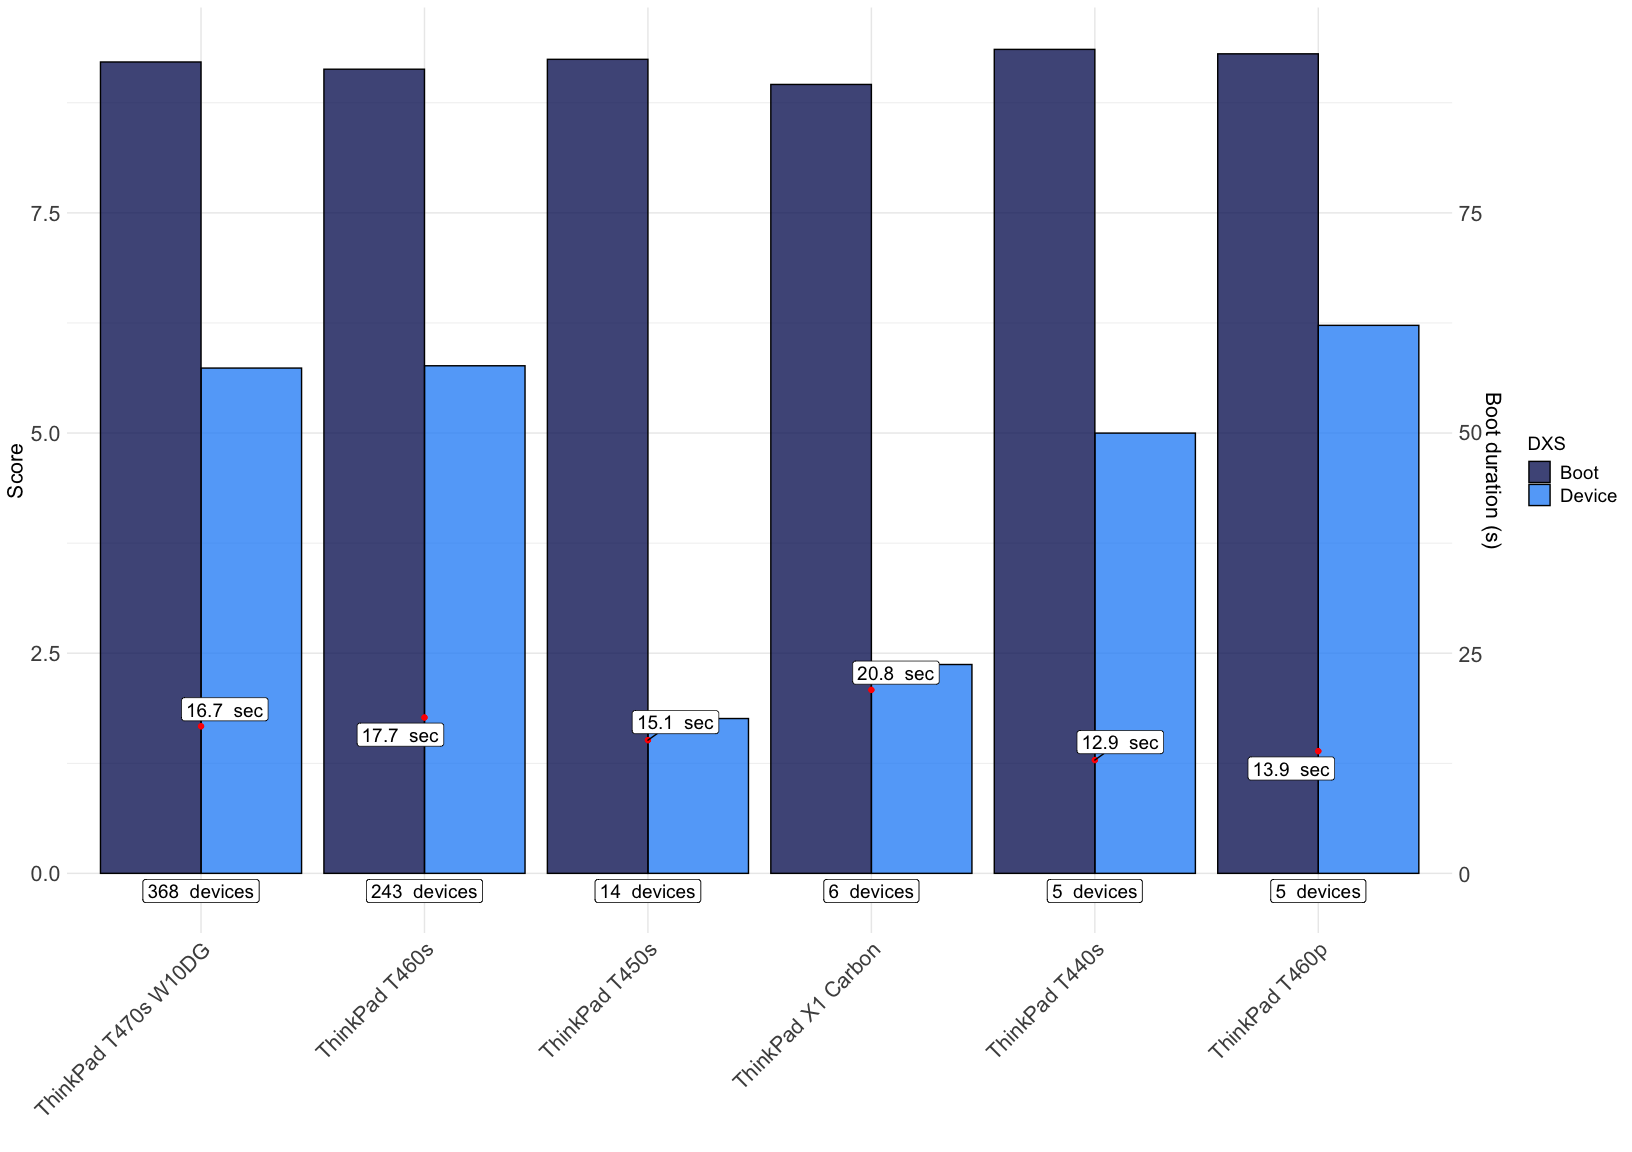 7.5
5.0
2.5
0.0
Score
75
50
25
0
Boot duration (s)
DXS
Boot
Device
16.7 sec
17.7 sec
15.1 sec
20.8 sec
12.9 sec
13.9 sec
368 devices
243 devices
14 devices
6 devices
5 devices
5 devices
ThinkPad T470s W10DG
ThinkPad T460s
ThinkPad T450s
ThinkPad X1 Carbon
ThinkPad T440s
ThinkPad T460p